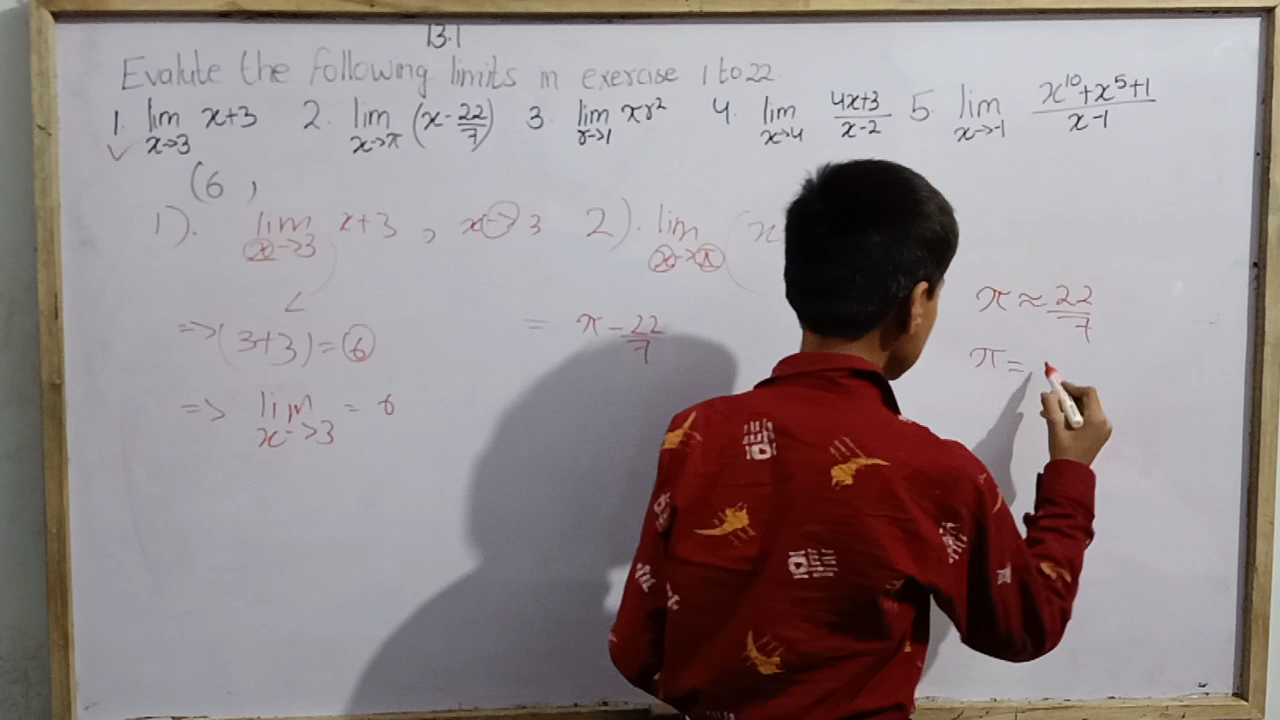 13.1
Evalute the following limits in exercise 1 to 22
1. lim x→3 x+3 2. lim x→π (x - 22/7) 3. lim r→1 πr² 4. lim x→4 4x+3/x-2 5. lim x→-1 x¹⁰+x⁵+1/x-1
(6 ,
1). lim x->3 x+3 , x->3 2). lim x->π (x
π ≈ 22/7
=> (3+3) = 6 = π - 22/7
π =
=> lim x->3 = 6